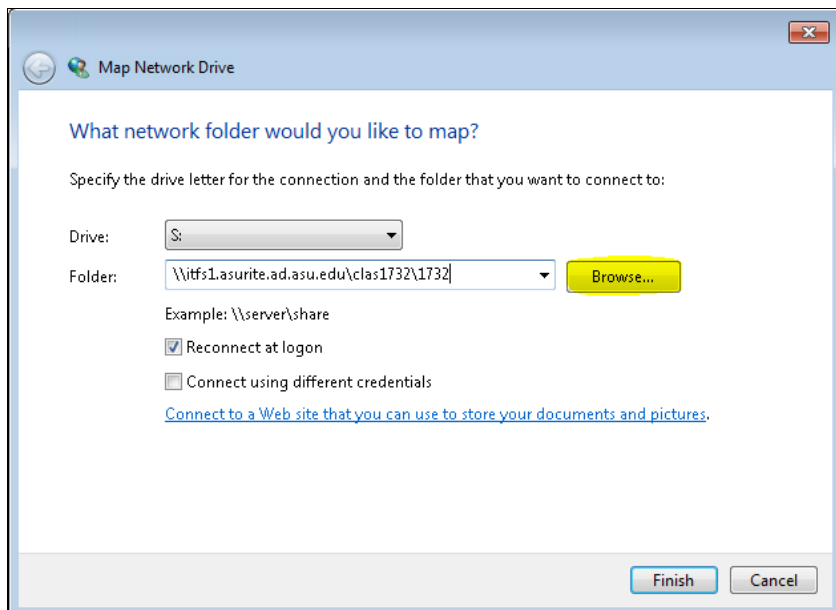 Map Network Drive
What network folder would you like to map?
Specify the drive letter for the connection and the folder that you want to connect to:
Drive: S:
Folder: \\itfs1.asurite.ad.asu.edu\clas1732\1732 Browse...
Example: \\server\share
Reconnect at logon
Connect using different credentials
Connect to a Web site that you can use to store your documents and pictures.
Finish Cancel